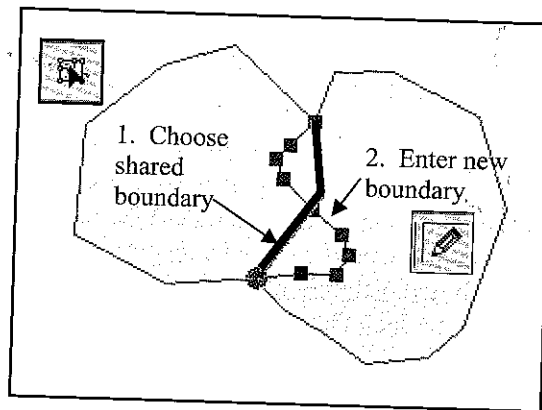 1. Choose
shared
boundary
2. Enter new
boundary.